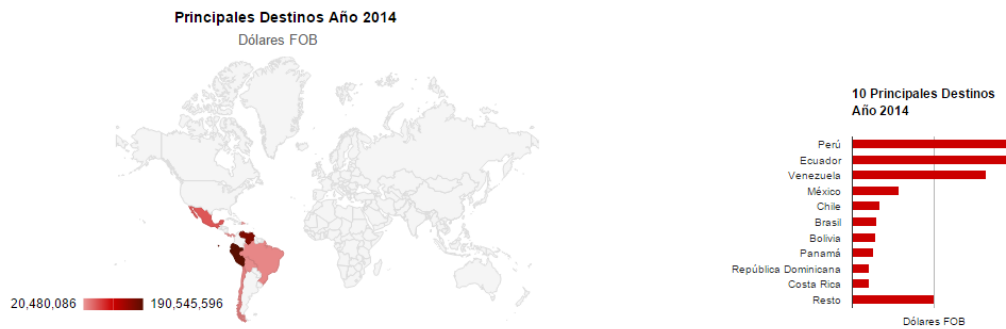 Principales Destinos Año 2014
Dólares FOB
20,480,086
190,545,596
10 Principales Destinos
Año 2014
Perú
Ecuador
Venezuela
México
Chile
Brasil
Bolivia
Panamá
República Dominicana
Costa Rica
Resto
Dólares FOB